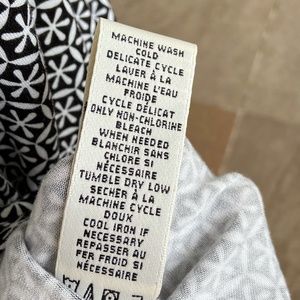 MACHINE WASH
COLD
DELICATE CYCLE
LAVER À LA
MACHINE L'EAU
FROIDE
CYCLE DÉLICAT
ONLY NON-CHLORINE
BLEACH
WHEN NEEDED
BLANCHIR SANS
CHLORE SI
NÉCESSAIRE
TUMBLE DRY LOW
SECHER À LA
MACHINE CYCLE
DOUX
COOL IRON IF
NECESSARY
REPASSER AU
FER FROID SI
NÉCESSAIRE